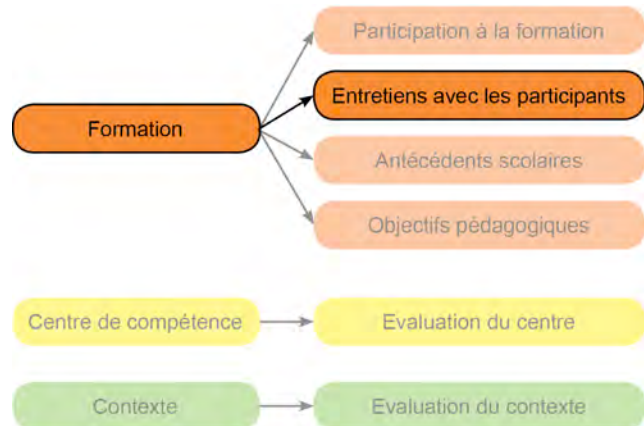 Participation à la formation
Entretiens avec les participants
Formation
Antécédents scolaires
Objectifs pédagogiques
Centre de compétence
Evaluation du centre
Contexte
Evaluation du contexte